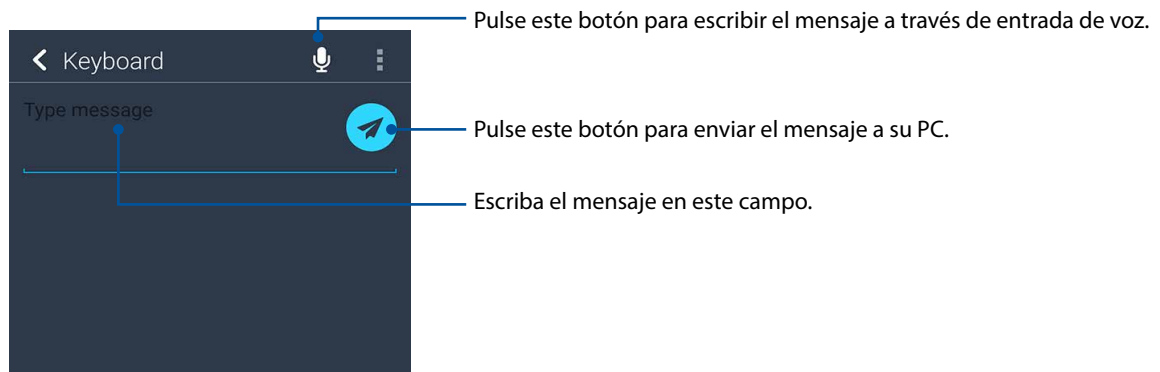 Pulse este botón para escribir el mensaje a través de entrada de voz.
Keyboard
Type message
Pulse este botón para enviar el mensaje a su PC.
Escriba el mensaje en este campo.